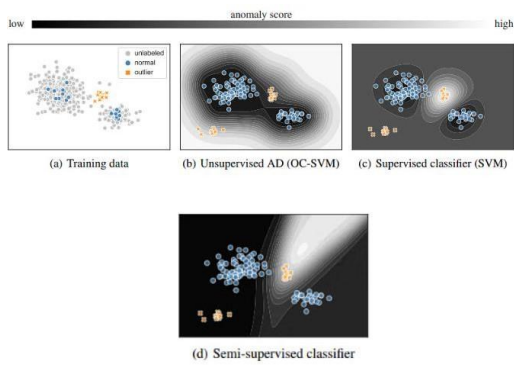 anomaly score
low high
unlabeled
normal
outlier
(a) Training data (b) Unsupervised AD (OC-SVM) (c) Supervised classifier (SVM)
(d) Semi-supervised classifier